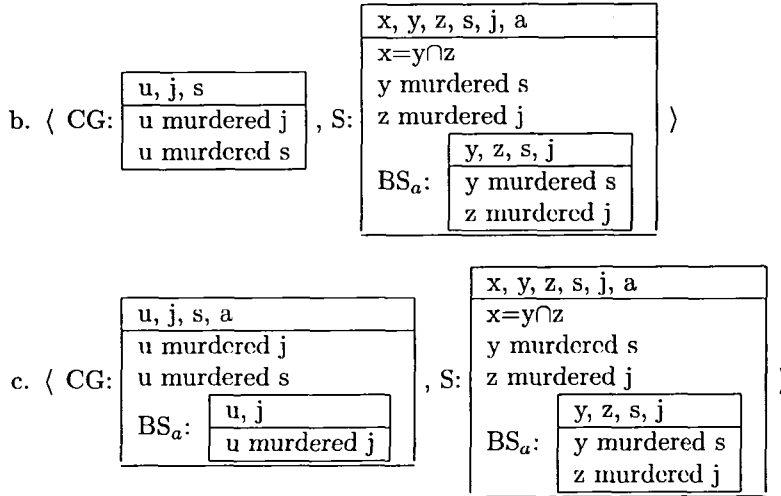 x, y, z, s, j, a
x=y∩z
u, j, s
y murdered s
b. ⟨ CG: u murdered j , S: z murdered j ⟩
u murdered s
y, z, s, j
BSₐ: y murdered s
z murdered j
x, y, z, s, j, a
u, j, s, a
x=y∩z
u murdered j
y murdered s
c. ⟨ CG: u murdered s , S: z murdered j ⟩
u, j
y, z, s, j
BSₐ: u murdered j
BSₐ: y murdered s
z murdered j